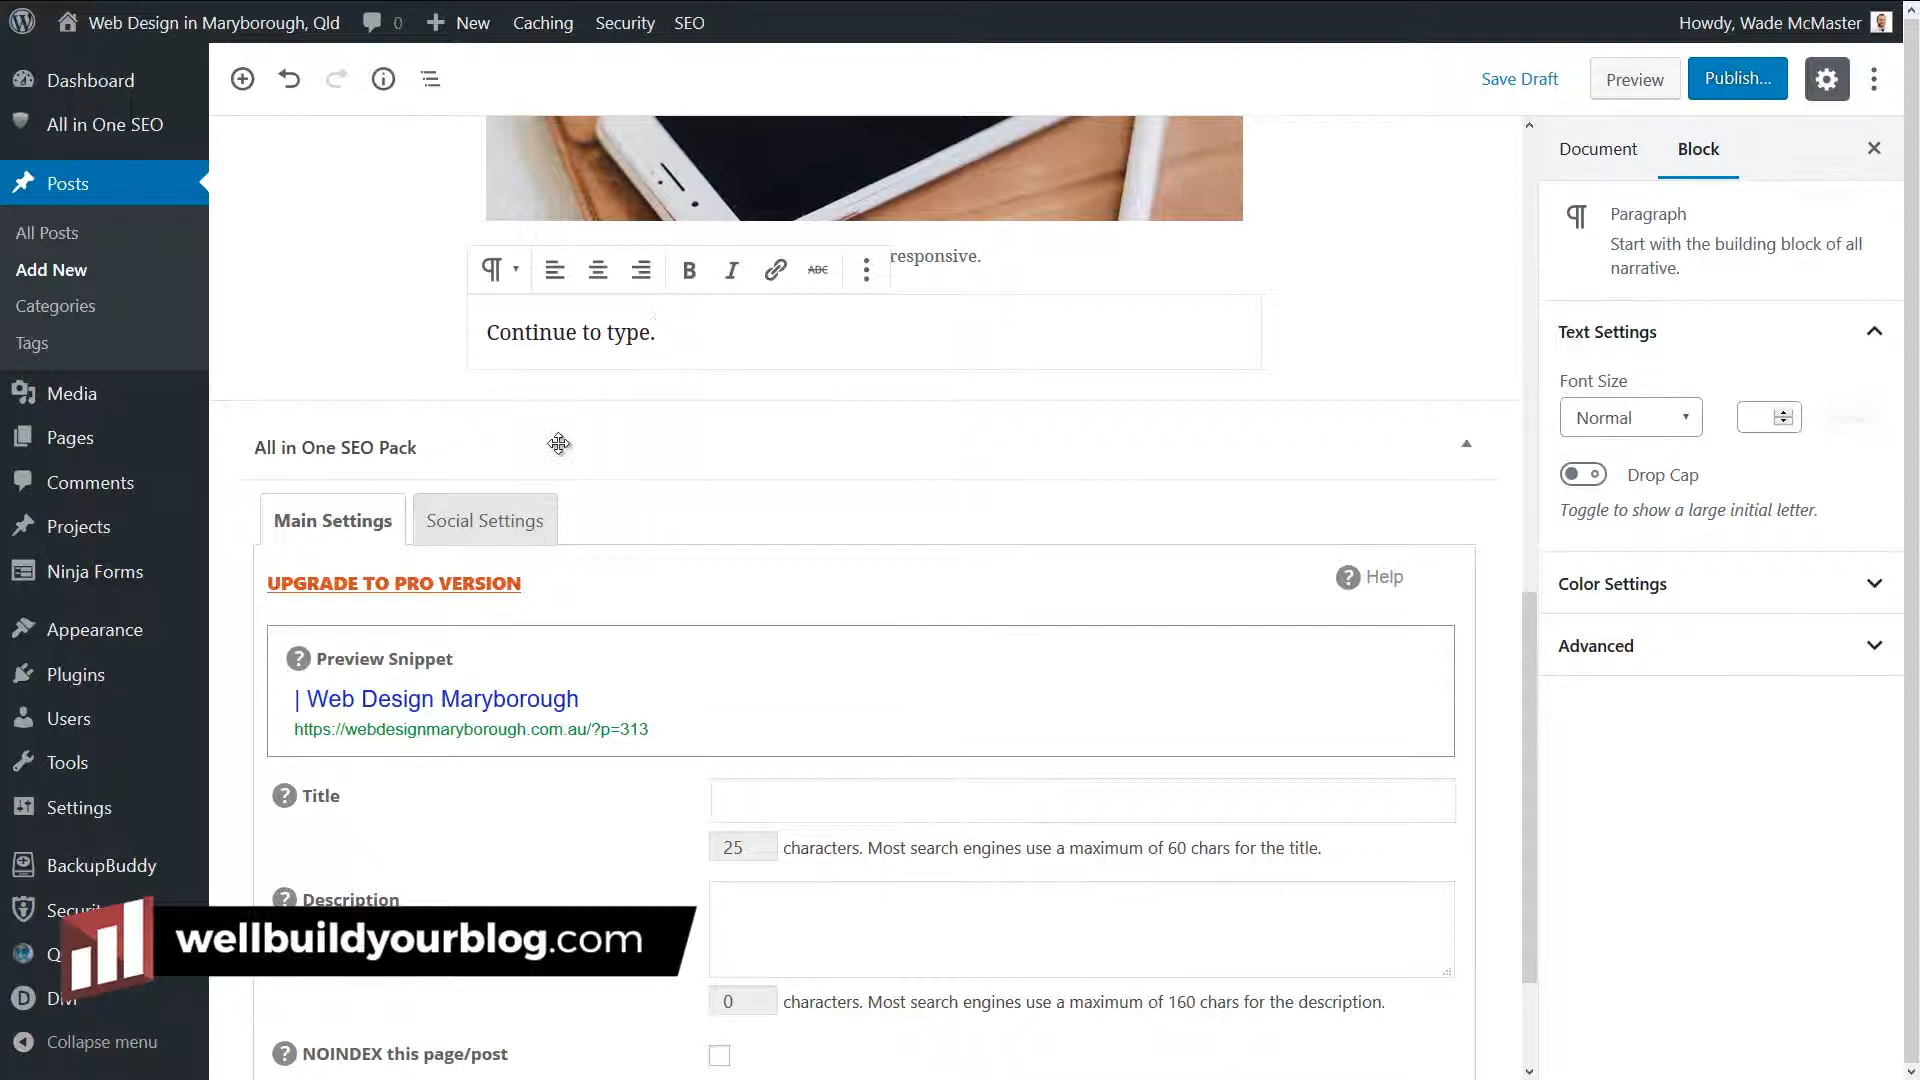 Web Design in Maryborough, Qld 0 New Caching Security SEO Howdy, Wade McMaster
Dashboard
All in One SEO
Posts
All Posts
Add New
Categories
Tags
Media
Pages
Comments
Projects
Ninja Forms
Appearance
Plugins
Users
Tools
Settings
BackupBuddy
Collapse menu
Save Draft Preview Publish...
responsive.
B I ABC
Continue to type.
All in One SEO Pack
Main Settings Social Settings
UPGRADE TO PRO VERSION Help
Preview Snippet
| Web Design Maryborough
https://webdesignmaryborough.com.au/?p=313
Title
25 characters. Most search engines use a maximum of 60 chars for the title.
Description
0 characters. Most search engines use a maximum of 160 chars for the description.
NOINDEX this page/post
Document Block
Paragraph
Start with the building block of all
narrative.
Text Settings
Font Size
Normal
Drop Cap
Toggle to show a large initial letter.
Color Settings
Advanced
wellbuildyourblog.com